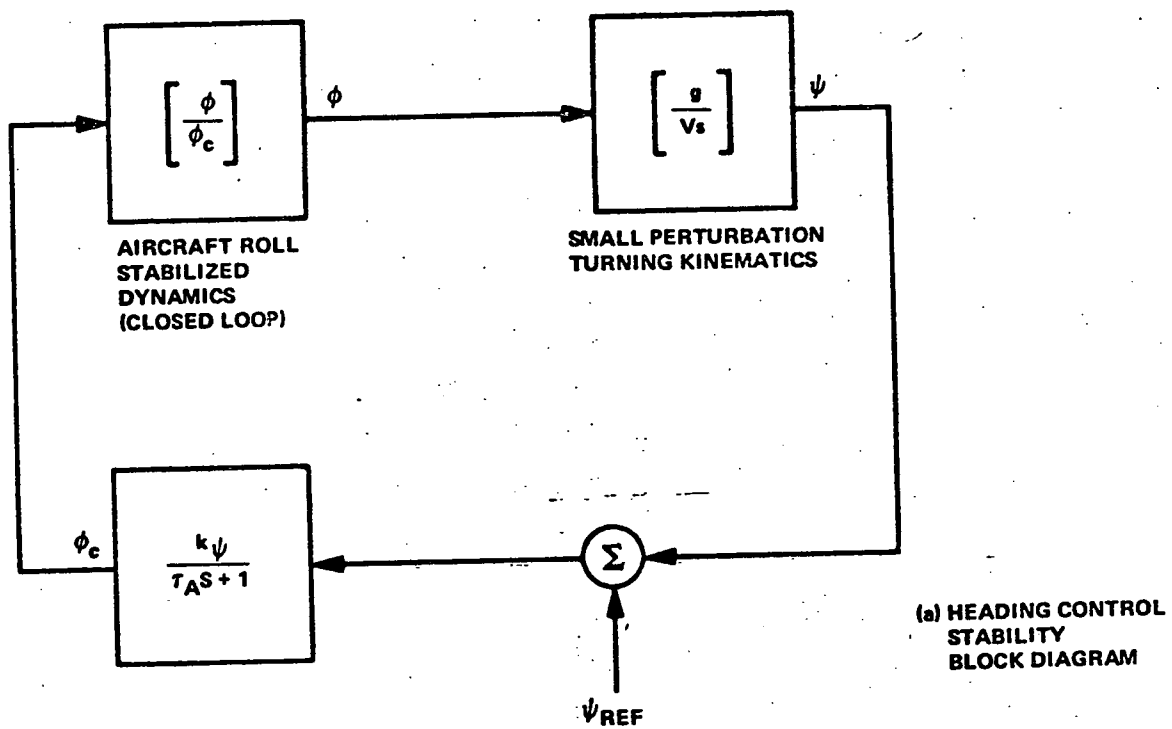 ϕ
ϕc
ϕ
g
Vs
ψ
AIRCRAFT ROLL
STABILIZED
DYNAMICS
(CLOSED LOOP)
SMALL PERTURBATION
TURNING KINEMATICS
ϕc
kψ
τAS + 1
Σ
ψREF
(a) HEADING CONTROL
STABILITY
BLOCK DIAGRAM